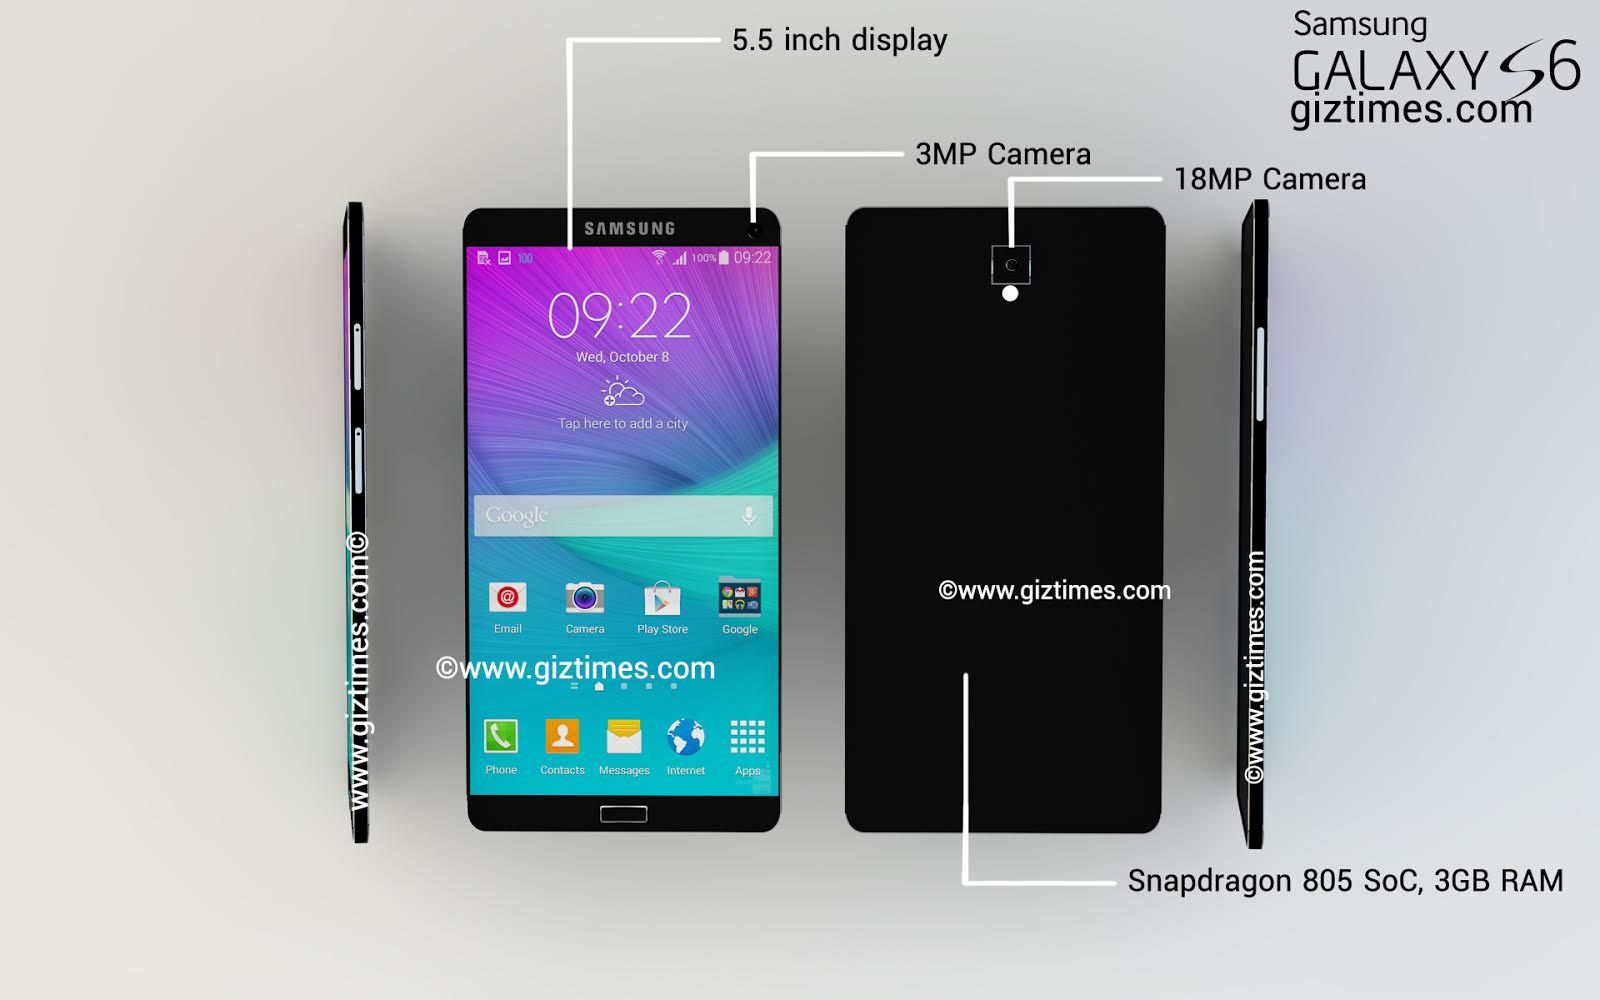 Samsung
GALAXY S6
giztimes.com
5.5 inch display
3MP Camera
18MP Camera
SAMSUNG
100
100%
09:22
09:22
Wed, October 8
Tap here to add a city
Google
Email
Camera
Play Store
Google
©www.giztimes.com
Phone
Contacts
Messages
Internet
Apps
www.giztimes.com©
©www.giztimes.com
©www.giztimes.com
Snapdragon 805 SoC, 3GB RAM